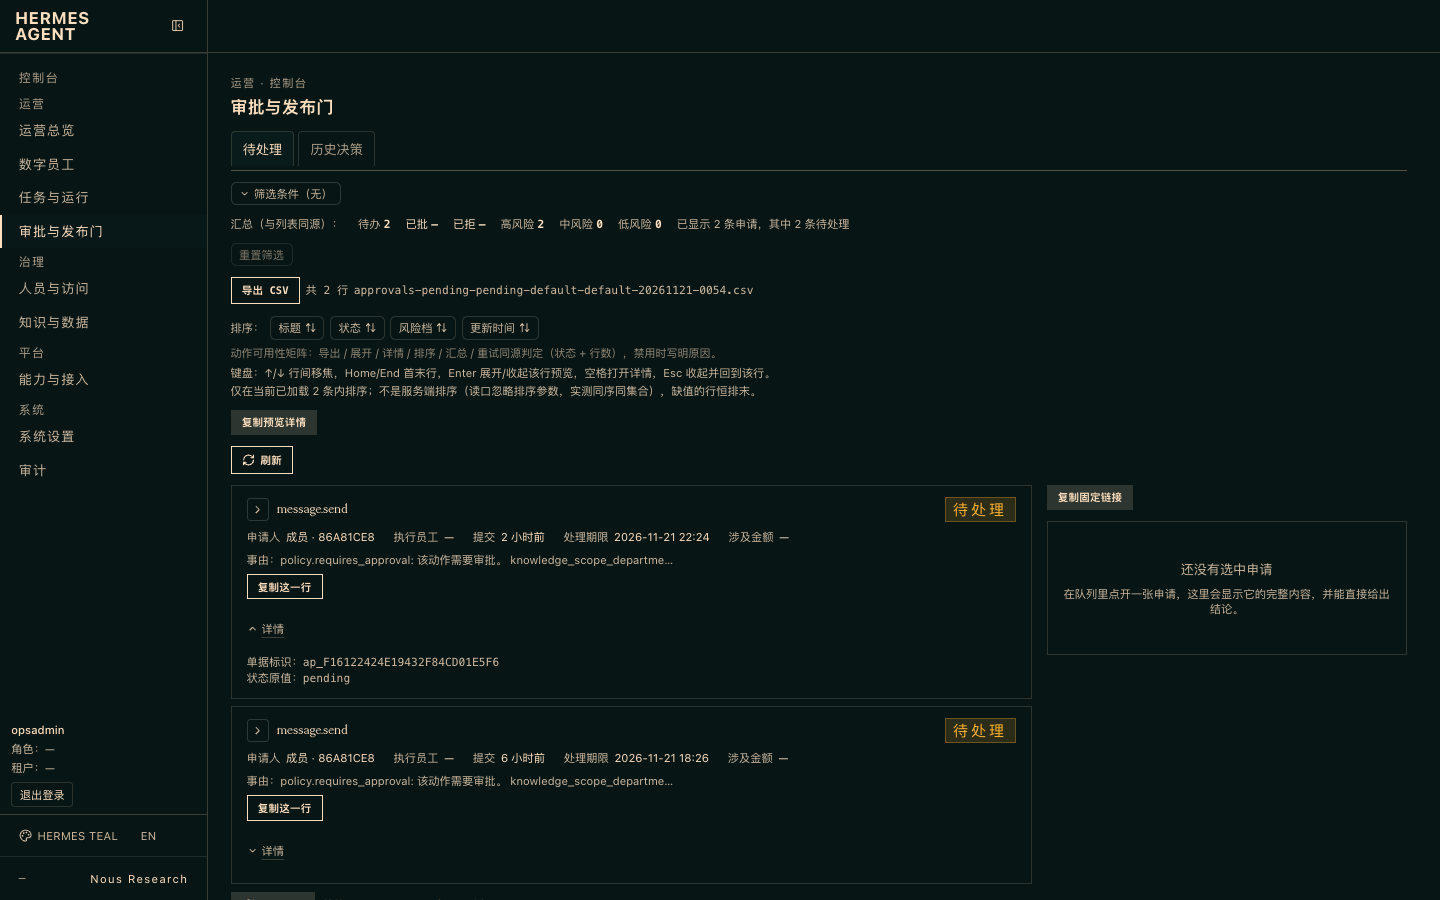 HERMES
AGENT
控制台
运营
运营总览
数字员工
任务与运行
审批与发布门
治理
人员与访问
知识与数据
平台
能力与接入
系统
系统设置
审计
opsadmin
角色：—
租户：—
退出登录
HERMES TEAL EN
— Nous Research
运营 · 控制台
审批与发布门
待处理 历史决策
筛选条件（无）
汇总（与列表同源）： 待办 2 已批 — 已拒 — 高风险 2 中风险 0 低风险 0 已显示 2 条申请，其中 2 条待处理
重置筛选
导出 CSV 共 2 行 approvals-pending-pending-default-default-20261121-0054.csv
排序： 标题 ⇅ 状态 ⇅ 风险档 ⇅ 更新时间 ⇅
动作可用性矩阵：导出 / 展开 / 详情 / 排序 / 汇总 / 重试同源判定（状态 + 行数），禁用时写明原因。
键盘：↑/↓ 行间移焦，Home/End 首末行，Enter 展开/收起该行预览，空格打开详情，Esc 收起并回到该行。
仅在当前已加载 2 条内排序；不是服务端排序（读口忽略排序参数，实测同序同集合），缺值的行恒排末。
复制预览详情
刷新
message.send 待处理
申请人 成员 · 86A81CE8 执行员工 — 提交 2 小时前 处理期限 2026-11-21 22:24 涉及金额 —
事由：policy.requires_approval: 该动作需要审批。 knowledge_scope_departme...
复制这一行
详情
单据标识：ap_F16122424E19432F84CD01E5F6
状态原值：pending
message.send 待处理
申请人 成员 · 86A81CE8 执行员工 — 提交 6 小时前 处理期限 2026-11-21 18:26 涉及金额 —
事由：policy.requires_approval: 该动作需要审批。 knowledge_scope_departme...
复制这一行
详情
复制固定链接
还没有选中申请
在队列里点开一张申请，这里会显示它的完整内容，并能直接给出
结论。